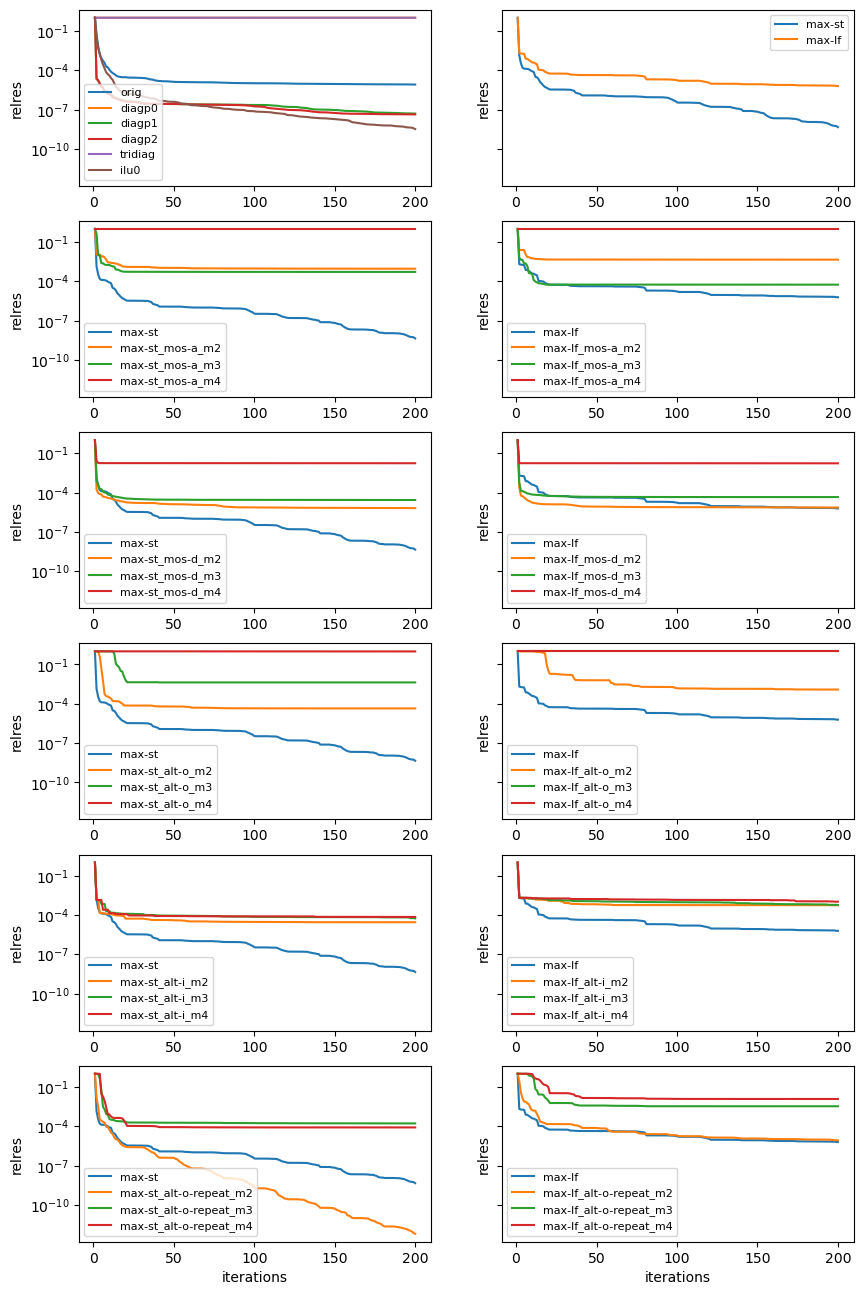 relres
10⁻¹
10⁻⁴
10⁻⁷
10⁻¹⁰
orig
diagp0
diagp1
diagp2
tridiag
ilu0
0 50 100 150 200
relres
max-st
max-lf
0 50 100 150 200
relres
10⁻¹
10⁻⁴
10⁻⁷
10⁻¹⁰
max-st
max-st_mos-a_m2
max-st_mos-a_m3
max-st_mos-a_m4
0 50 100 150 200
relres
max-lf
max-lf_mos-a_m2
max-lf_mos-a_m3
max-lf_mos-a_m4
0 50 100 150 200
relres
10⁻¹
10⁻⁴
10⁻⁷
10⁻¹⁰
max-st
max-st_mos-d_m2
max-st_mos-d_m3
max-st_mos-d_m4
0 50 100 150 200
relres
max-lf
max-lf_mos-d_m2
max-lf_mos-d_m3
max-lf_mos-d_m4
0 50 100 150 200
relres
10⁻¹
10⁻⁴
10⁻⁷
10⁻¹⁰
max-st
max-st_alt-o_m2
max-st_alt-o_m3
max-st_alt-o_m4
0 50 100 150 200
relres
max-lf
max-lf_alt-o_m2
max-lf_alt-o_m3
max-lf_alt-o_m4
0 50 100 150 200
relres
10⁻¹
10⁻⁴
10⁻⁷
10⁻¹⁰
max-st
max-st_alt-i_m2
max-st_alt-i_m3
max-st_alt-i_m4
0 50 100 150 200
relres
max-lf
max-lf_alt-i_m2
max-lf_alt-i_m3
max-lf_alt-i_m4
0 50 100 150 200
relres
10⁻¹
10⁻⁴
10⁻⁷
10⁻¹⁰
max-st
max-st_alt-o-repeat_m2
max-st_alt-o-repeat_m3
max-st_alt-o-repeat_m4
0 50 100 150 200
iterations
relres
max-lf
max-lf_alt-o-repeat_m2
max-lf_alt-o-repeat_m3
max-lf_alt-o-repeat_m4
0 50 100 150 200
iterations